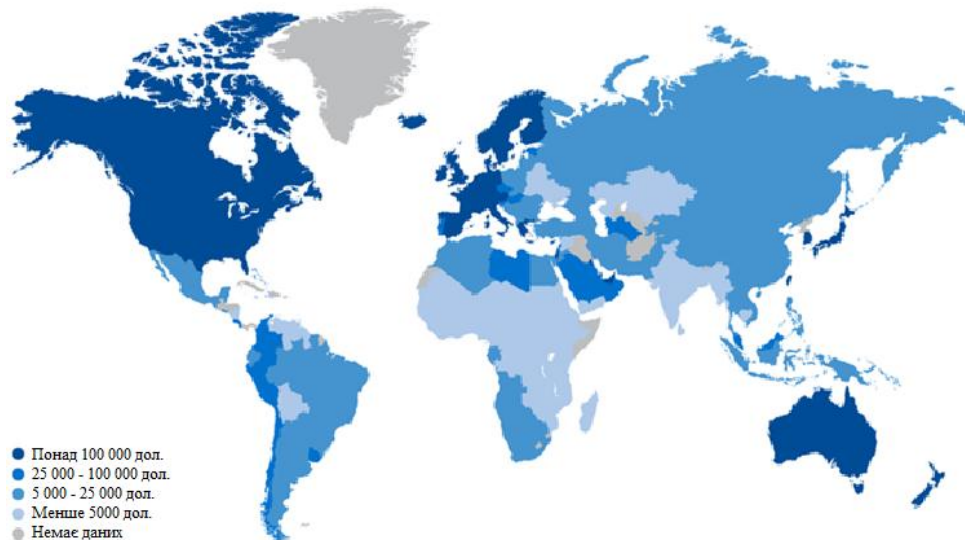 Понад 100 000 дол.
25 000 - 100 000 дол.
5 000 - 25 000 дол.
Менше 5000 дол.
Немає даних